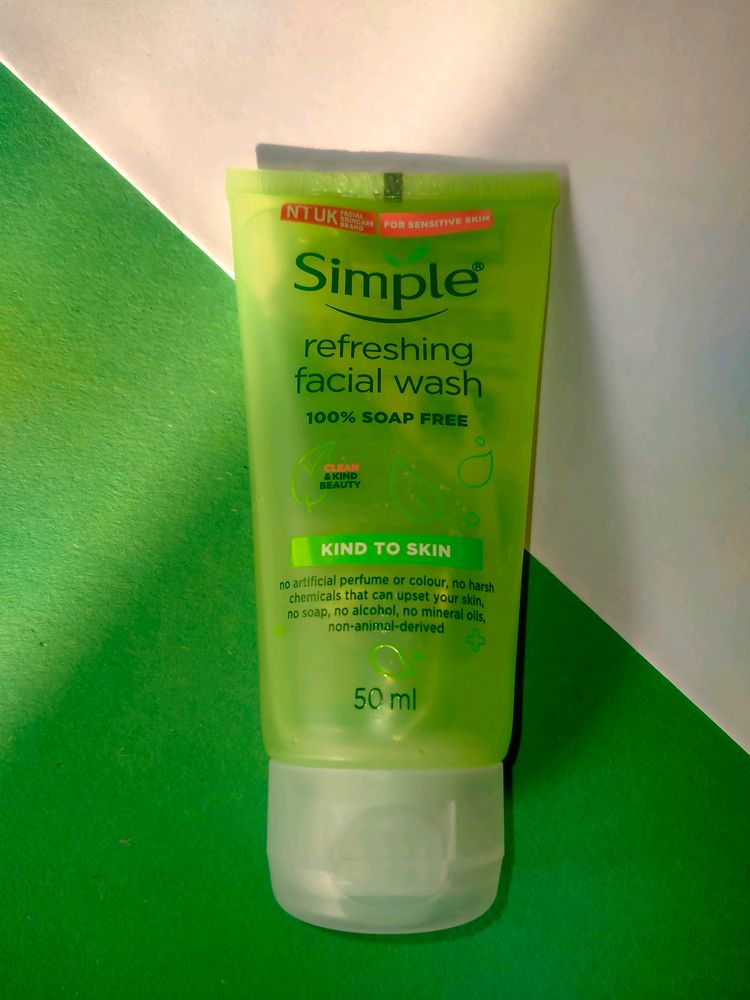 N°1 UK FACIAL SKINCARE BRAND
FOR SENSITIVE SKIN
Simple®
refreshing
facial wash
100% SOAP FREE
CLEAN
& KIND
BEAUTY
KIND TO SKIN
no artificial perfume or colour, no harsh
chemicals that can upset your skin,
no soap, no alcohol, no mineral oils,
non-animal-derived
50 ml